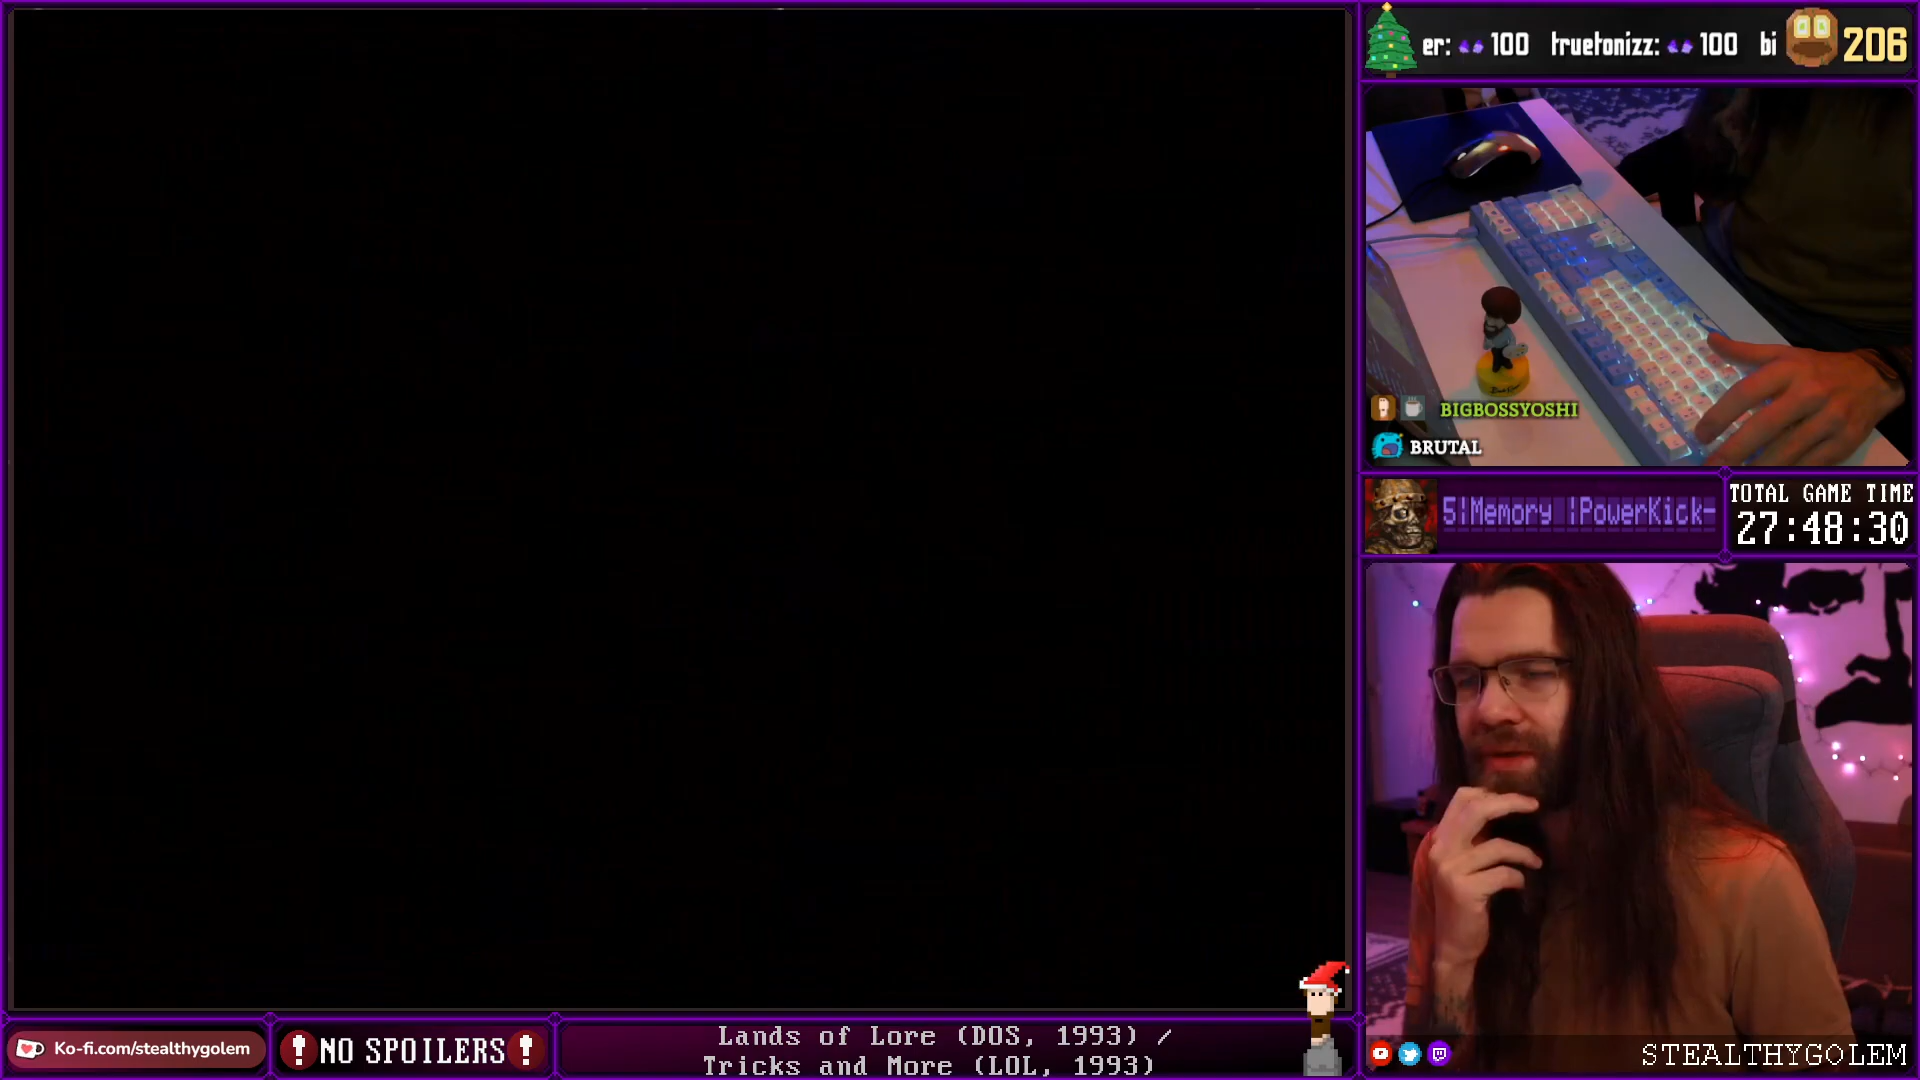 er: 100 truetonizz: 100 bi 206
BIGBOSSYOSHI
BRUTAL
5|Memory |PowerKick-
TOTAL GAME TIME
27:48:30
Ko-fi.com/stealthygolem
! NO SPOILERS !
Lands of Lore (DOS, 1993) /
Tricks and More (LOL, 1993)
STEALTHYGOLEM